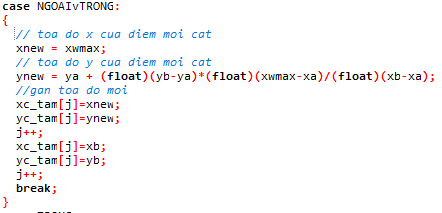 case NGOAIvTRONG:
{
// toa do x cua diem moi cat
xnew = xwmax;
// toa do y cua diem moi cat
ynew = ya + (float)(yb-ya)*(float)(xwmax-xa)/(float)(xb-xa);
//gan toa do moi
xc_tam[j]=xnew;
yc_tam[j]=ynew;
j++;
xc_tam[j]=xb;
yc_tam[j]=yb;
j++;
break;
}